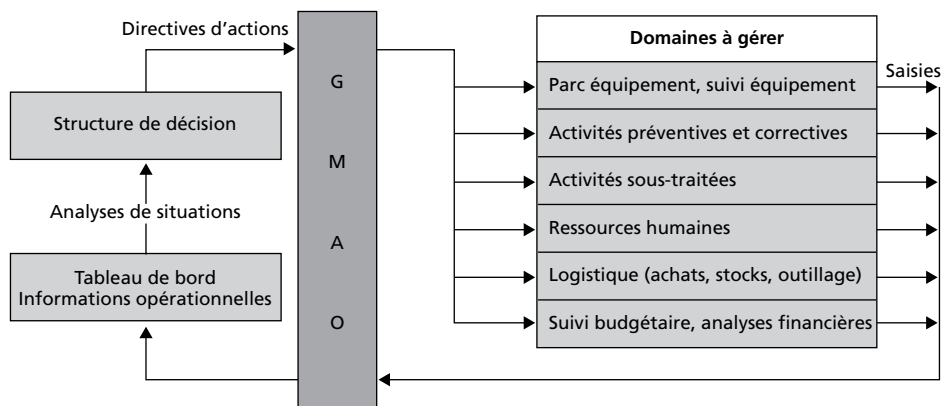 Directives d’actions
Structure de décision
Analyses de situations
Tableau de bord
Informations opérationnelles
G
M
A
O
Domaines à gérer
Parc équipement, suivi équipement
Activités préventives et correctives
Activités sous-traitées
Ressources humaines
Logistique (achats, stocks, outillage)
Suivi budgétaire, analyses financières
Saisies